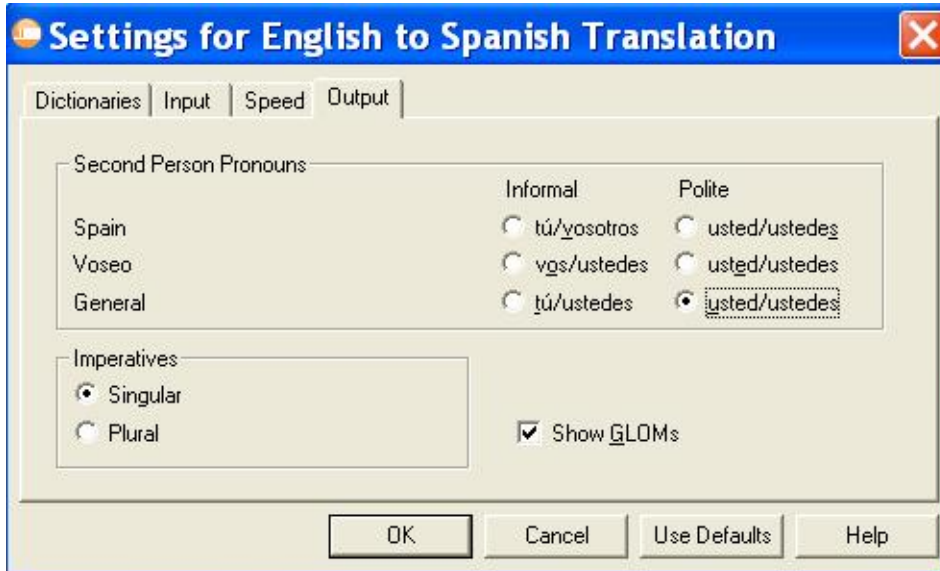 Settings for English to Spanish Translation
Dictionaries Input Speed Output
Second Person Pronouns
Informal Polite
Spain tú/vosotros usted/ustedes
Voseo vos/ustedes usted/ustedes
General tú/ustedes usted/ustedes
Imperatives
Singular
Plural Show GLOMs
OK Cancel Use Defaults Help